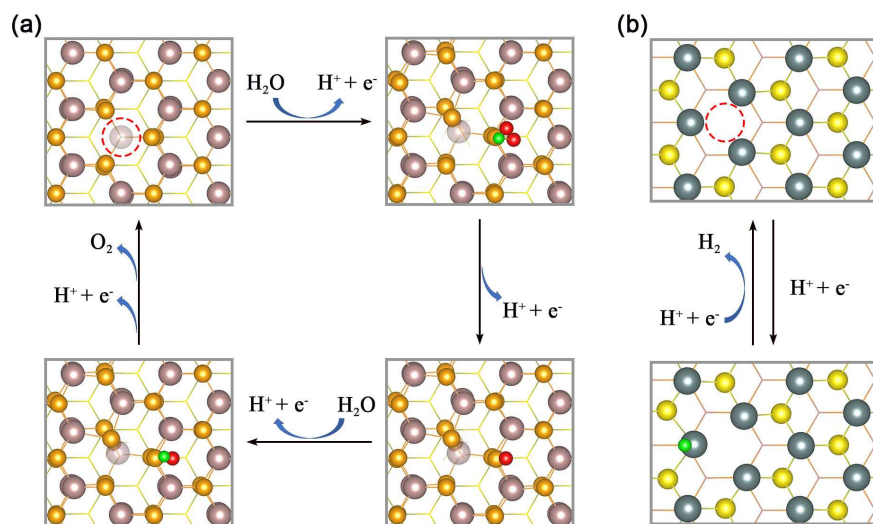 (a)
(b)
H₂O
H⁺ + e⁻
O₂
H⁺ + e⁻
H⁺ + e⁻
H⁺ + e⁻
H₂O
H₂
H⁺ + e⁻
H⁺ + e⁻